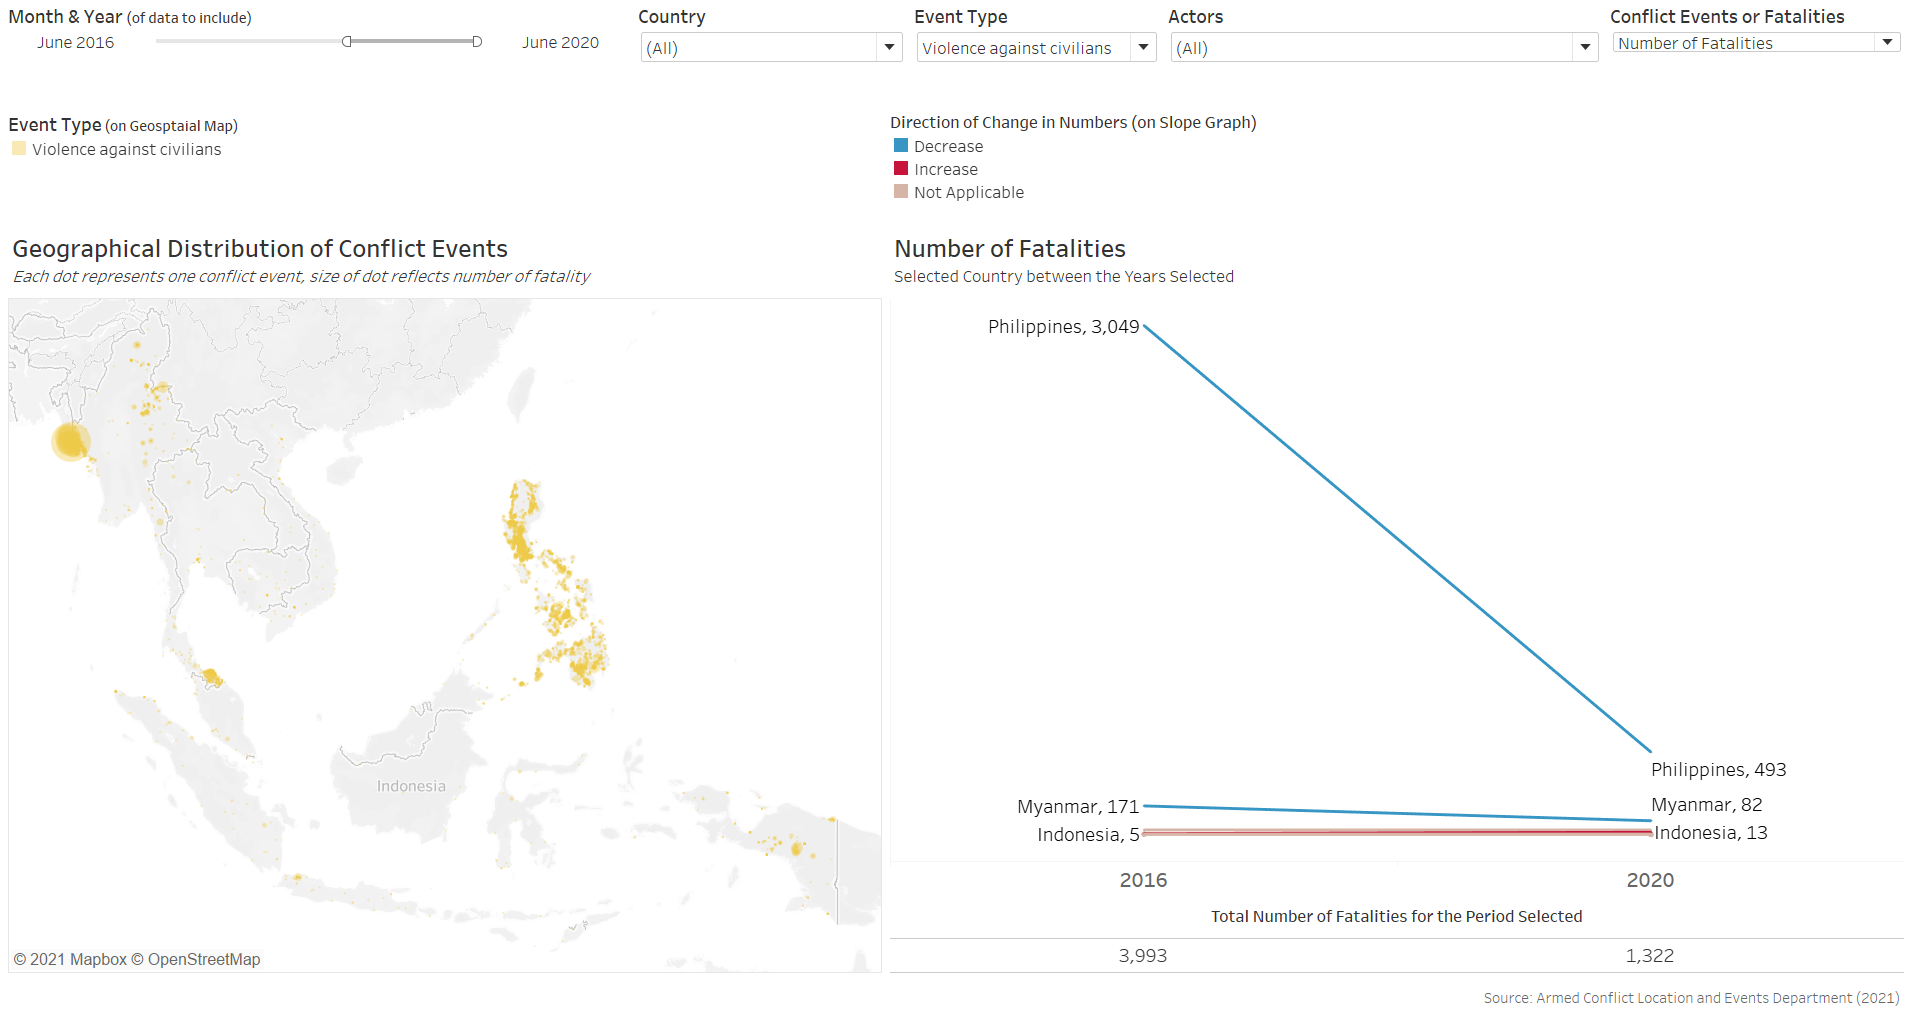 Month & Year (of data to include)
June 2016
June 2020
Country
(All)
Event Type
Violence against civilians
Actors
(All)
Conflict Events or Fatalities
Number of Fatalities
Event Type (on Geosptaial Map)
Violence against civilians
Direction of Change in Numbers (on Slope Graph)
Decrease
Increase
Not Applicable
Geographical Distribution of Conflict Events
Each dot represents one conflict event, size of dot reflects number of fatality
Indonesia
© 2021 Mapbox © OpenStreetMap
Number of Fatalities
Selected Country between the Years Selected
Philippines, 3,049
Philippines, 493
Myanmar, 171
Myanmar, 82
Indonesia, 5
Indonesia, 13
2016
2020
Total Number of Fatalities for the Period Selected
3,993
1,322
Source: Armed Conflict Location and Events Department (2021)